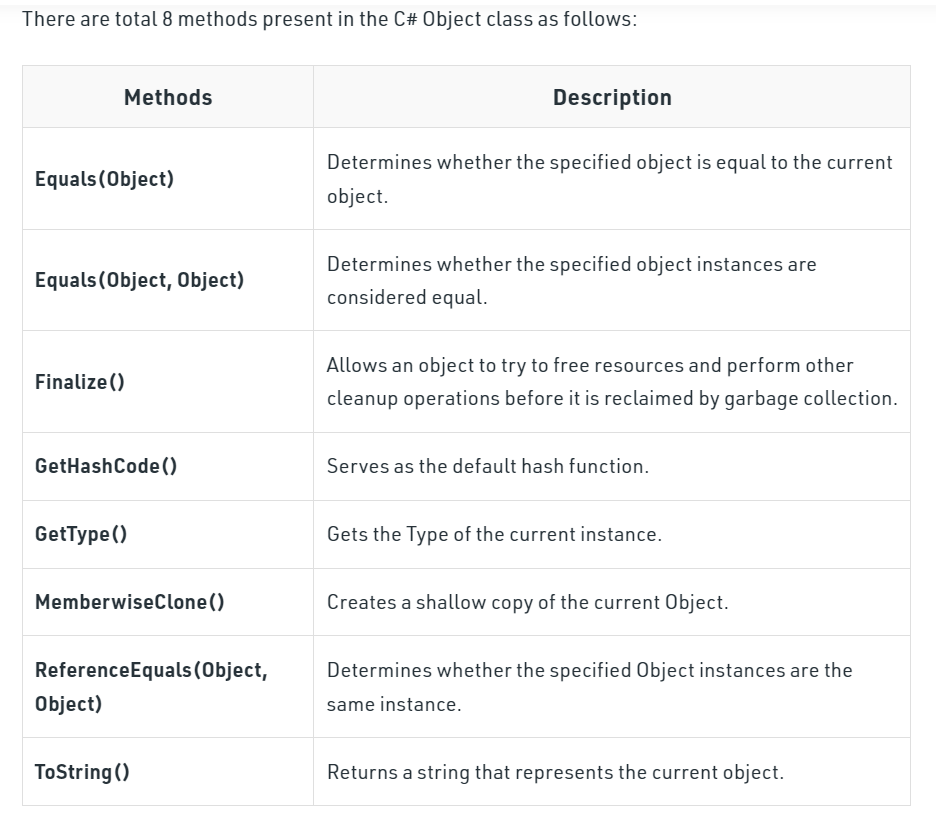 There are total 8 methods present in the C# Object class as follows:
Methods
Description
Equals(Object)
Determines whether the specified object is equal to the current
object.
Equals(Object, Object)
Determines whether the specified object instances are
considered equal.
Finalize()
Allows an object to try to free resources and perform other
cleanup operations before it is reclaimed by garbage collection.
GetHashCode()
Serves as the default hash function.
GetType()
Gets the Type of the current instance.
MemberwiseClone()
Creates a shallow copy of the current Object.
ReferenceEquals(Object,
Object)
Determines whether the specified Object instances are the
same instance.
ToString()
Returns a string that represents the current object.